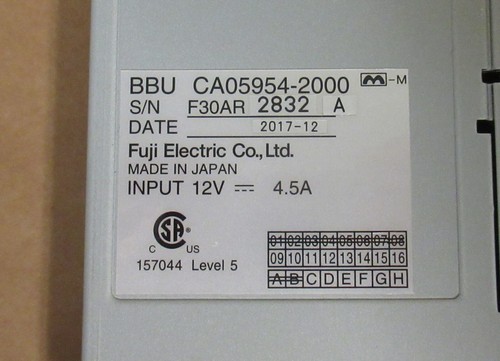 BBU CA05954-2000 -M
S/N F30AR 2832 A
DATE 2017-12
Fuji Electric Co.,Ltd.
MADE IN JAPAN
INPUT 12V ⎓ 4.5A
SA ®
C US
157044 Level 5
01 02 03 04 05 06 07 08
09 10 11 12 13 14 15 16
A B C D E F G H